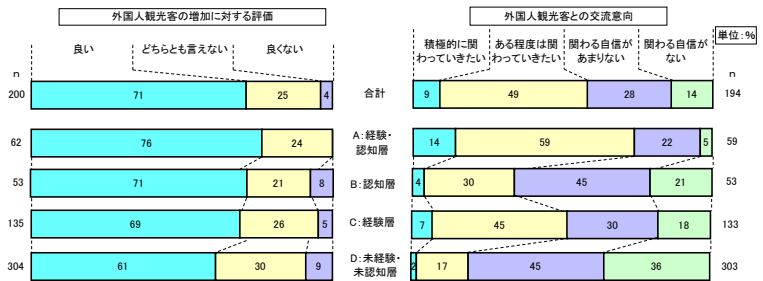 外国人観光客の増加に対する評価
外国人観光客との交流意向
単位:%
良い どちらとも言えない 良くない
積極的に関わっていきたい ある程度は関わっていきたい 関わる自信があまりない 関わる自信がない
n n
200 71 25 4 合計 9 49 28 14 194
62 76 24 A:経験・認知層 14 59 22 5 59
53 71 21 8 B:認知層 4 30 45 21 53
135 69 26 5 C:経験層 7 45 30 18 133
304 61 30 9 D:未経験・未認知層 2 17 45 36 303